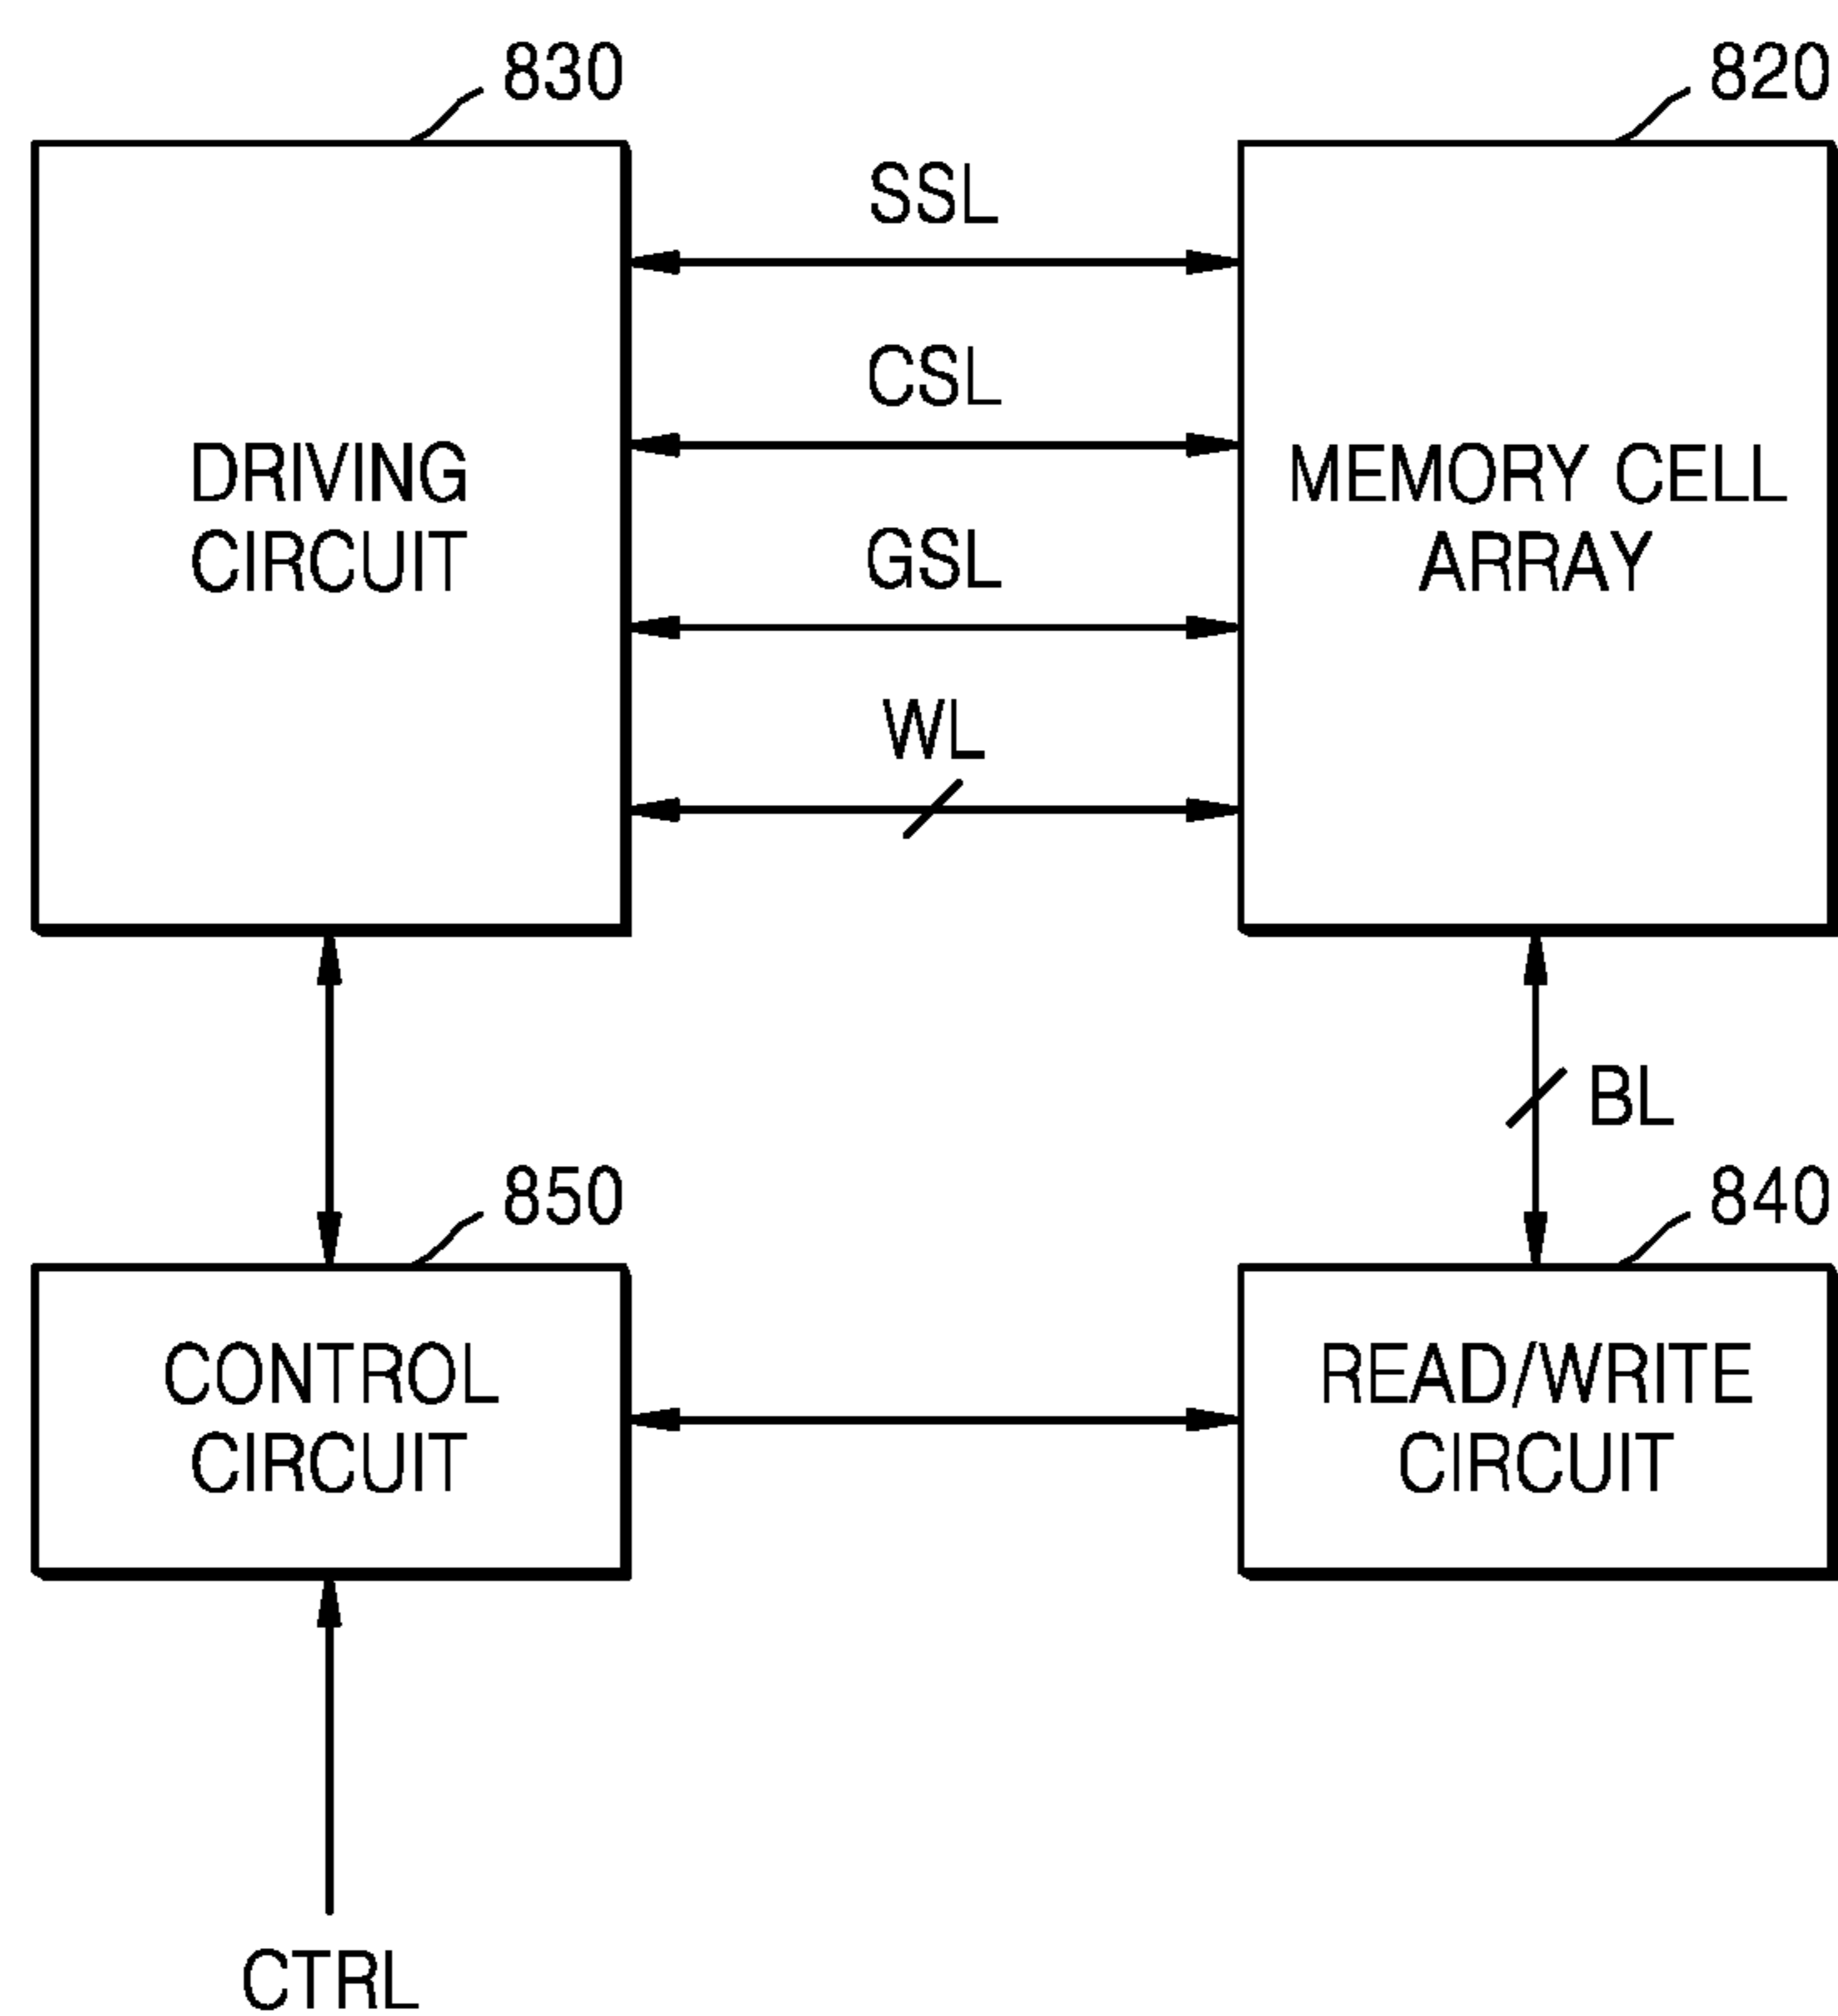 830
820
SSL
CSL
DRIVING
CIRCUIT
MEMORY CELL
ARRAY
GSL
WL
BL
850
840
CONTROL
CIRCUIT
READ/WRITE
CIRCUIT
CTRL